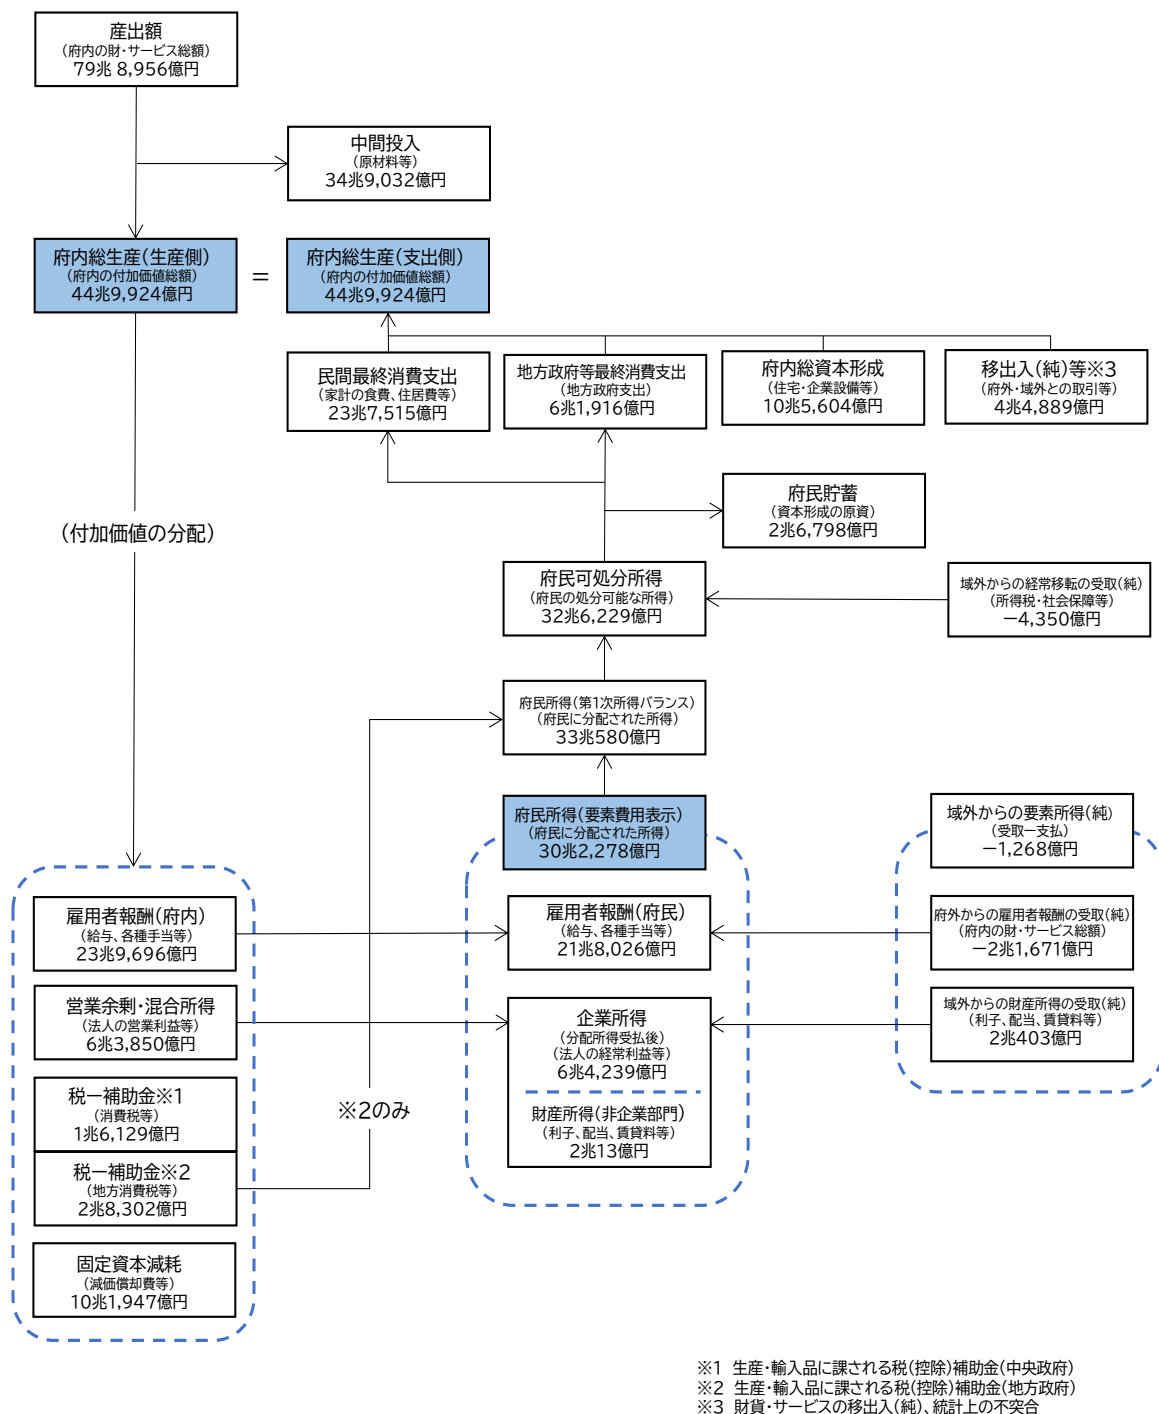 産出額
(府内の財・サービス総額)
79兆 8,956億円
中間投入
(原材料等)
34兆9,032億円
府内総生産(生産側)
(府内の付加価値総額)
44兆9,924億円
=
府内総生産(支出側)
(府内の付加価値総額)
44兆9,924億円
民間最終消費支出
(家計の食費、住居費等)
23兆7,515億円
地方政府等最終消費支出
(地方政府支出)
6兆1,916億円
府内総資本形成
(住宅・企業設備等)
10兆5,604億円
移出入(純)等※3
(府外・域外との取引等)
4兆4,889億円
府民貯蓄
(資本形成の原資)
2兆6,798億円
(付加価値の分配)
府民可処分所得
(府民の処分可能な所得)
32兆6,229億円
域外からの経常移転の受取(純)
(所得税・社会保障等)
ー4,350億円
府民所得(第1次所得バランス)
(府民に分配された所得)
33兆580億円
府民所得(要素費用表示)
(府民に分配された所得)
30兆2,278億円
域外からの要素所得(純)
(受取ー支払)
ー1,268億円
雇用者報酬(府内)
(給与、各種手当等)
23兆9,696億円
雇用者報酬(府民)
(給与、各種手当等)
21兆8,026億円
府外からの雇用者報酬の受取(純)
(府内の財・サービス総額)
ー2兆1,671億円
営業余剰・混合所得
(法人の営業利益等)
6兆3,850億円
企業所得
(分配所得受払後)
(法人の経常利益等)
6兆4,239億円
財産所得(非企業部門)
(利子、配当、賃貸料等)
2兆13億円
域外からの財産所得の受取(純)
(利子、配当、賃貸料等)
2兆403億円
税ー補助金※1
(消費税等)
1兆6,129億円
※2のみ
税ー補助金※2
(地方消費税等)
2兆8,302億円
固定資本減耗
(減価償却費等)
10兆1,947億円
※1 生産・輸入品に課される税(控除)補助金(中央政府)
※2 生産・輸入品に課される税(控除)補助金(地方政府)
※3 財貨・サービスの移出入(純)、統計上の不突合